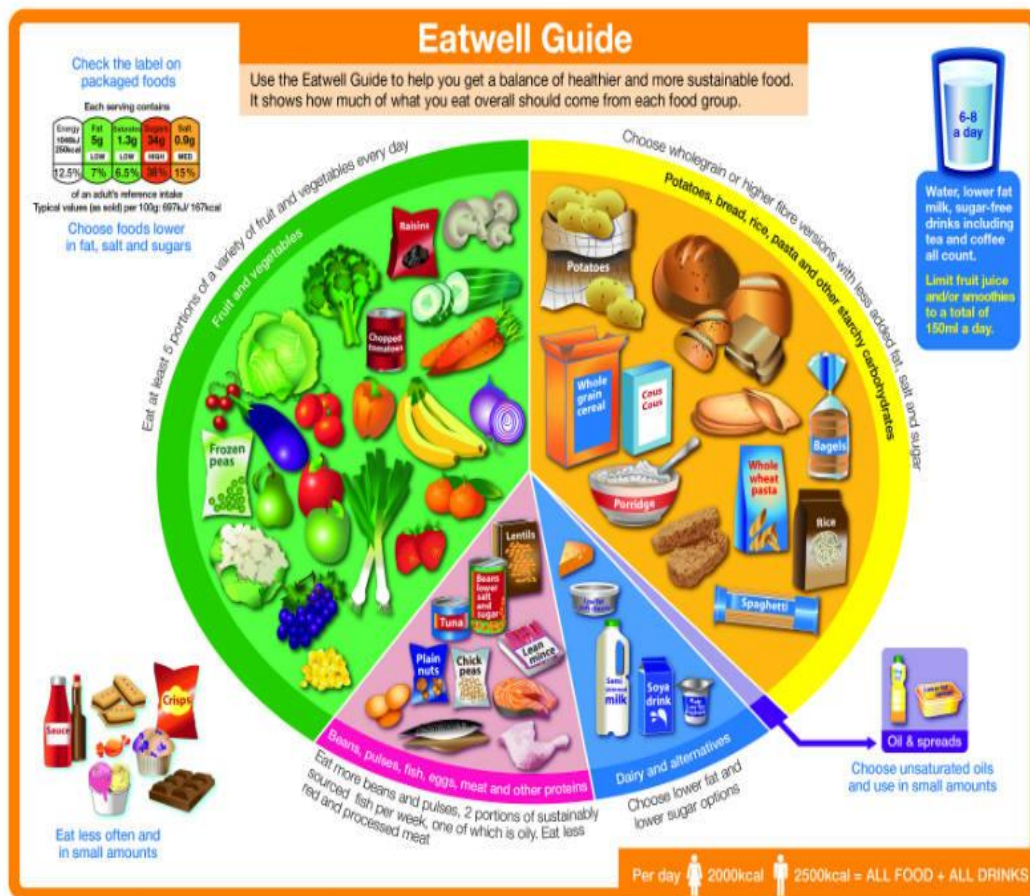 Eatwell Guide
Use the Eatwell Guide to help you get a balance of healthier and more sustainable food.
It shows how much of what you eat overall should come from each food group.
Check the label on
packaged foods
Each serving contains
Energy
1046kJ
250kcal
12.5%
Fat
5g
LOW
7%
Saturates
1.3g
LOW
6.5%
Sugars
34g
HIGH
38%
Salt
0.9g
MED
15%
of an adult's reference intake
Typical values (as sold) per 100g: 697kJ/ 167kcal
Choose foods lower
in fat, salt and sugars
6-8
a day
Water, lower fat
milk, sugar-free
drinks including
tea and coffee
all count.
Limit fruit juice
and/or smoothies
to a total of
150ml a day.
Eat at least 5 portions of a variety of fruit and vegetables every day
Fruit and vegetables
Raisins
Chopped
tomatoes
Frozen
peas
Choose wholegrain or higher fibre versions with less added fat, salt and sugar
Potatoes, bread, rice, pasta and other starchy carbohydrates
Potatoes
Whole
grain
cereal
Cous
Cous
Bagels
Porridge
Whole
wheat
pasta
Rice
Spaghetti
Lentils
Beans
lower
salt
and
sugar
Tuna
Lean
mince
Plain
nuts
Chick
peas
Beans, pulses, fish, eggs, meat and other proteins
Eat more beans and pulses, 2 portions of sustainably
sourced fish per week, one of which is oily. Eat less
red and processed meat
Semi
milk
Soya
drink
Dairy and alternatives
Choose lower fat and
lower sugar options
Oil & spreads
Choose unsaturated oils
and use in small amounts
Sauce
Crisps
Eat less often and
in small amounts
Per day 2000kcal 2500kcal = ALL FOOD + ALL DRINKS